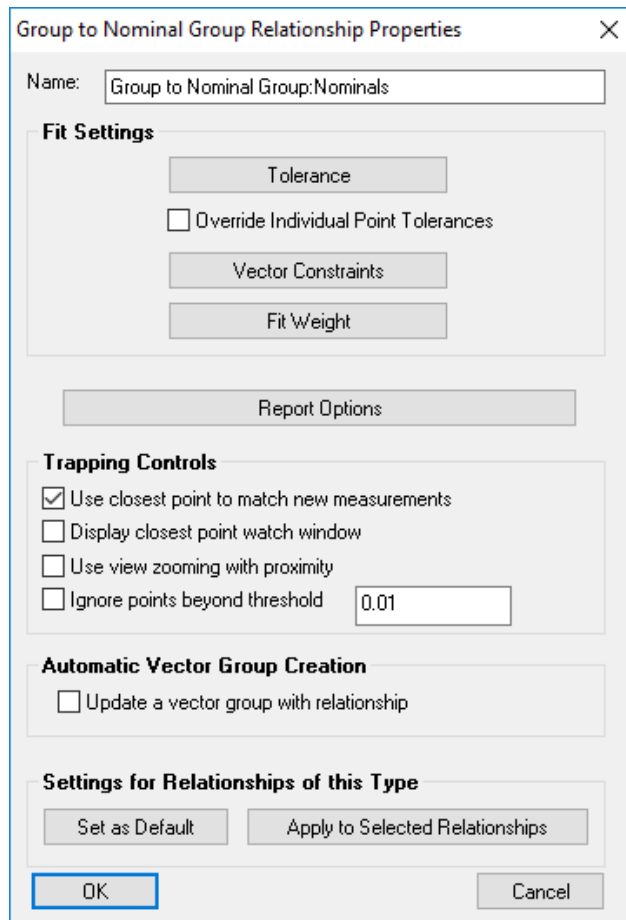 Group to Nominal Group Relationship Properties
Name: Group to Nominal Group:Nominals
Fit Settings
Tolerance
Override Individual Point Tolerances
Vector Constraints
Fit Weight
Report Options
Trapping Controls
Use closest point to match new measurements
Display closest point watch window
Use view zooming with proximity
Ignore points beyond threshold 0.01
Automatic Vector Group Creation
Update a vector group with relationship
Settings for Relationships of this Type
Set as Default Apply to Selected Relationships
OK Cancel